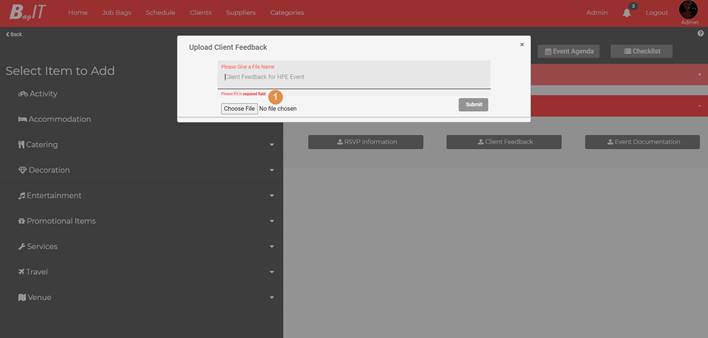 BagIT
Home Job Bags Schedule Clients Suppliers Categories Admin 3 Logout Admin
Back
Upload Client Feedback ×
Event Agenda Checklist
Select Item to Add
Please Give a File Name
Client Feedback for HPE Event
Please fill in required field
1
Choose File No file chosen
Submit
Activity
Accommodation
Catering
Decoration
Entertainment
Promotional Items
Services
Travel
Venue
RSVP Information Client Feedback Event Documentation